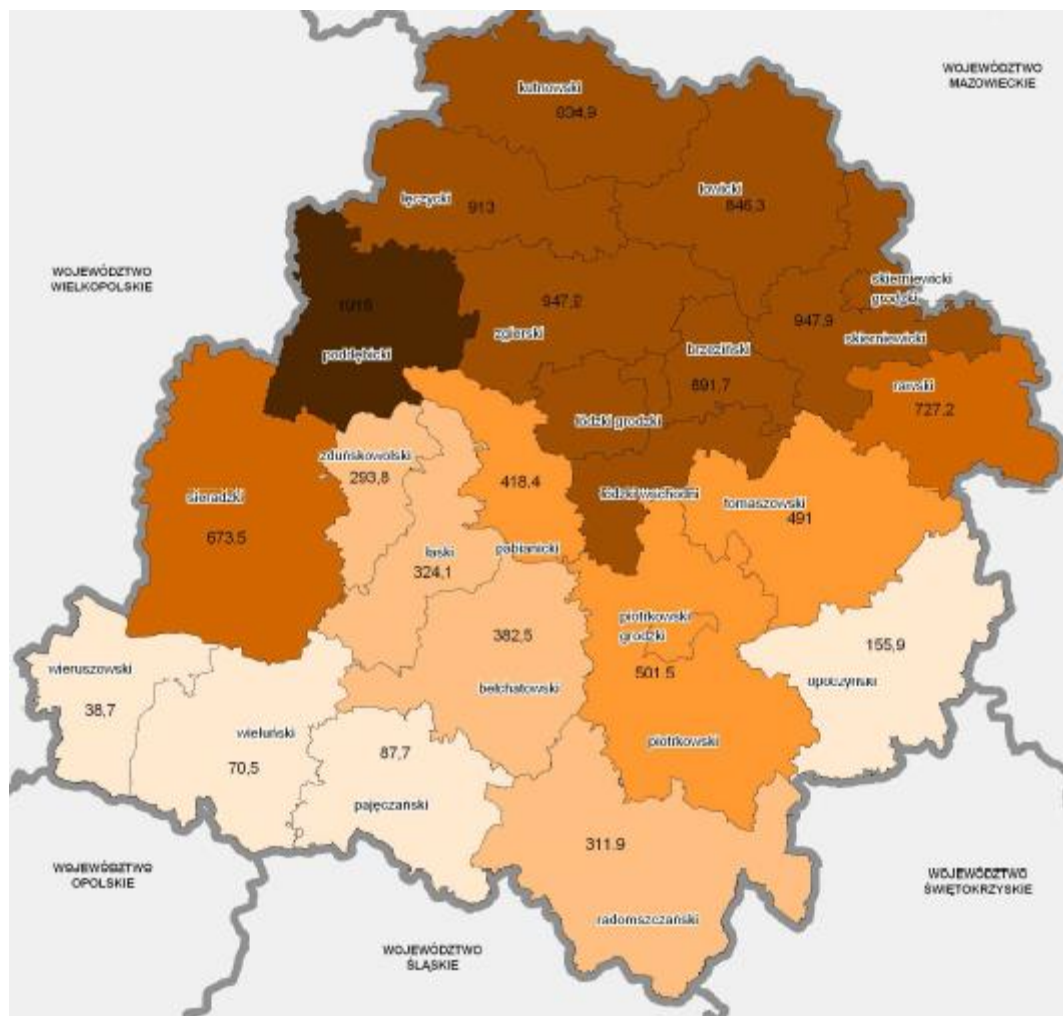 WOJEWÓDZTWO
MAZOWIECKIE
kutnowski
834,9
łęczycki
913
łowicki
846,3
WOJEWÓDZTWO
WIELKOPOLSKIE
skierniewicki
grodzki
947,2
947,9
zgierski
brzeziński
skierniewicki
poddębicki
891,7
rawski
727,2
łódzki grodzki
zduńskowolski
293,8
418,4
łódzki wschodni
tomaszowski
491
sieradzki
673,5
łaski
324,1
pabianicki
piotrkowski
grodzki
501,5
382,5
bełchatowski
155,9
opoczyński
wieruszowski
38,7
wieluński
70,5
87,7
pajęczański
piotrkowski
311,9
radomszczański
WOJEWÓDZTWO
OPOLSKIE
WOJEWÓDZTWO
ŚWIĘTOKRZYSKIE
WOJEWÓDZTWO
ŚLĄSKIE